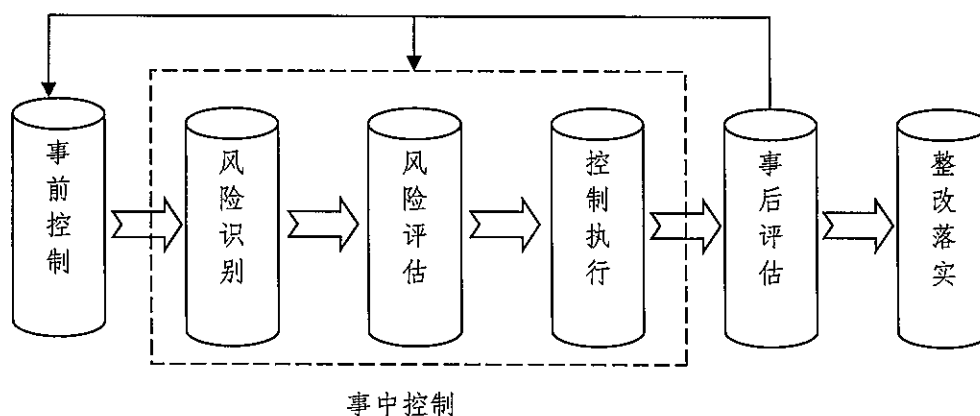 事前控制
风险识别
风险评估
控制执行
事后评估
整改落实
事中控制